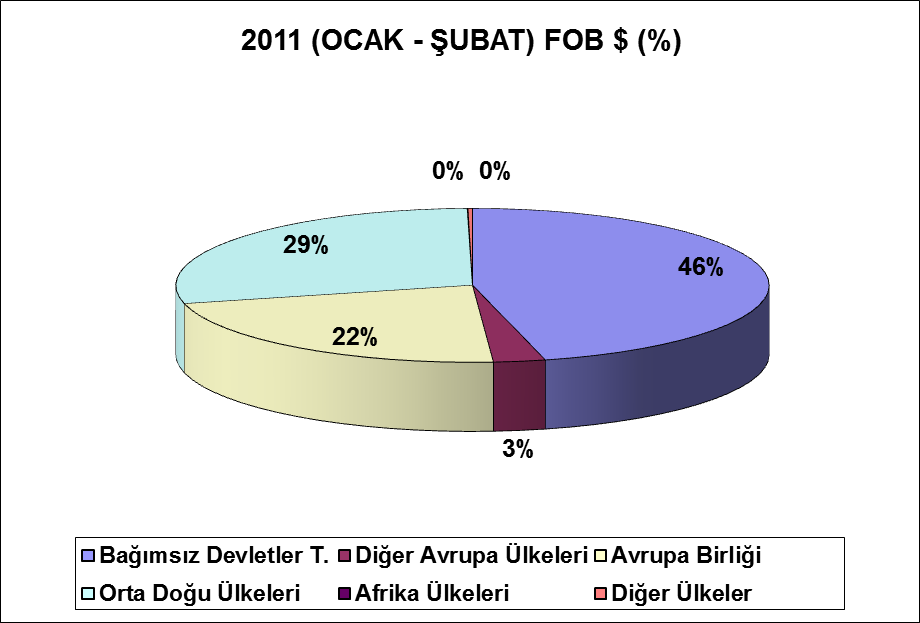 2011 (OCAK - ŞUBAT) FOB $ (%)
0% 0%
29%
46%
22%
3%
Bağımsız Devletler T. Diğer Avrupa Ülkeleri Avrupa Birliği
Orta Doğu Ülkeleri Afrika Ülkeleri Diğer Ülkeler